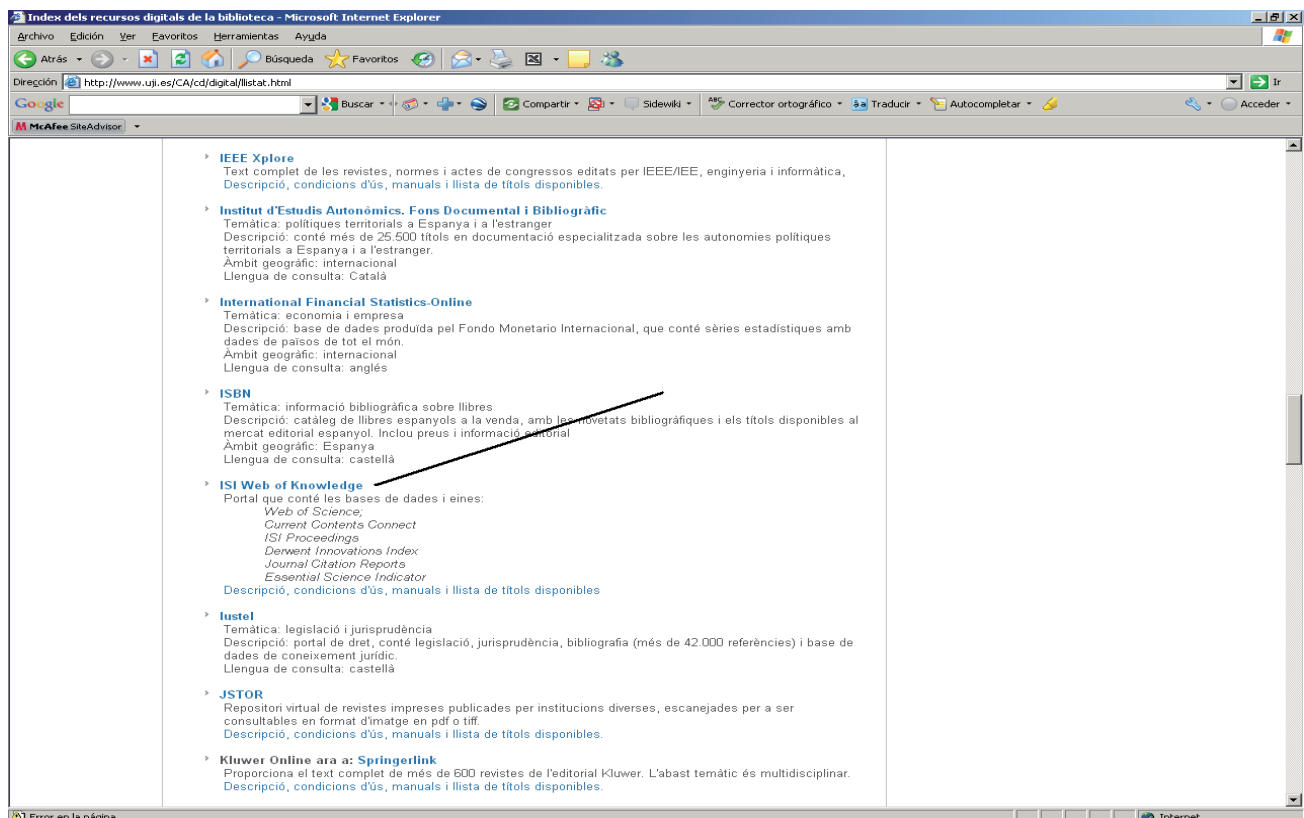 Index dels recursos digitals de la biblioteca - Microsoft Internet Explorer
Archivo Edición Ver Favoritos Herramientas Ayuda
Atrás Búsqueda Favoritos
Dirección http://www.uji.es/CA/cd/digital/llistat.html Ir
Google Buscar Compartir Sidewiki Corrector ortográfico Traducir Autocompletar Acceder
McAfee SiteAdvisor
IEEE Xplore
Text complet de les revistes, normes i actes de congressos editats per IEEE/IEE, enginyeria i informàtica,
Descripció, condicions d'ús, manuals i llista de títols disponibles.
Institut d'Estudis Autonòmics. Fons Documental i Bibliogràfic
Temàtica: polítiques territorials a Espanya i a l'estranger
Descripció: conté més de 25.500 títols en documentació especialitzada sobre les autonomies polítiques
territorials a Espanya i a l'estranger.
Àmbit geogràfic: internacional
Llengua de consulta: Català
International Financial Statistics-Online
Temàtica: economia i empresa
Descripció: base de dades produïda pel Fondo Monetario Internacional, que conté sèries estadístiques amb
dades de països de tot el món.
Àmbit geogràfic: internacional
Llengua de consulta: anglés
ISBN
Temàtica: informació bibliogràfica sobre llibres
Descripció: catàleg de llibres espanyols a la venda, amb les novetats bibliogràfiques i els títols disponibles al
mercat editorial espanyol. Inclou preus i informació editorial
Àmbit geogràfic: Espanya
Llengua de consulta: castellà
ISI Web of Knowledge
Portal que conté les bases de dades i eines:
Web of Science;
Current Contents Connect
ISI Proceedings
Derwent Innovations Index
Journal Citation Reports
Essential Science Indicator
Descripció, condicions d'ús, manuals i llista de títols disponibles
Iustel
Temàtica: legislació i jurisprudència
Descripció: portal de dret, conté legislació, jurisprudència, bibliografia (més de 42.000 referències) i base de
dades de coneixement jurídic.
Llengua de consulta: castellà
JSTOR
Repositori virtual de revistes impreses publicades per institucions diverses, escanejades per a ser
consultables en format d'imatge en pdf o tiff.
Descripció, condicions d'ús, manuals i llista de títols disponibles.
Kluwer Online ara a: Springerlink
Proporciona el text complet de més de 600 revistes de l'editorial Kluwer. L'abast temàtic és multidisciplinar.
Descripció, condicions d'ús, manuals i llista de títols disponibles.
Error en la página. Internet